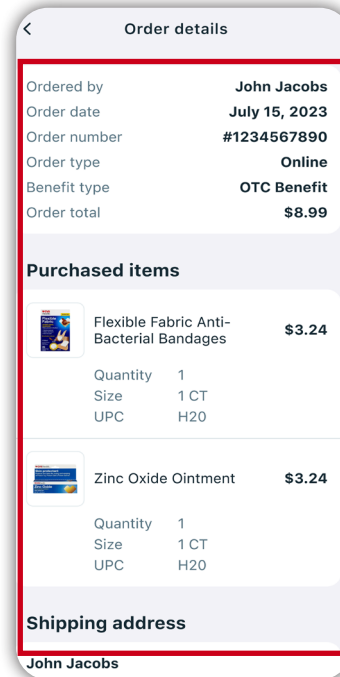 Order details
Ordered by John Jacobs
Order date July 15, 2023
Order number #1234567890
Order type Online
Benefit type OTC Benefit
Order total $8.99
Purchased items
Flexible Fabric Anti-
Bacterial Bandages $3.24
Quantity 1
Size 1 CT
UPC H20
Zinc Oxide Ointment $3.24
Quantity 1
Size 1 CT
UPC H20
Shipping address
John Jacobs